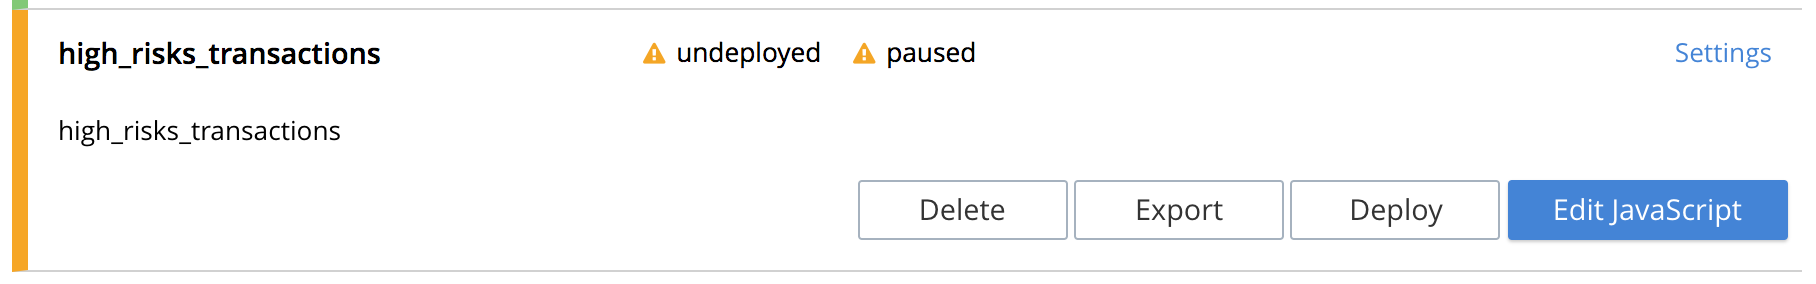 high_risks_transactions undeployed paused Settings
high_risks_transactions
Delete Export Deploy Edit JavaScript